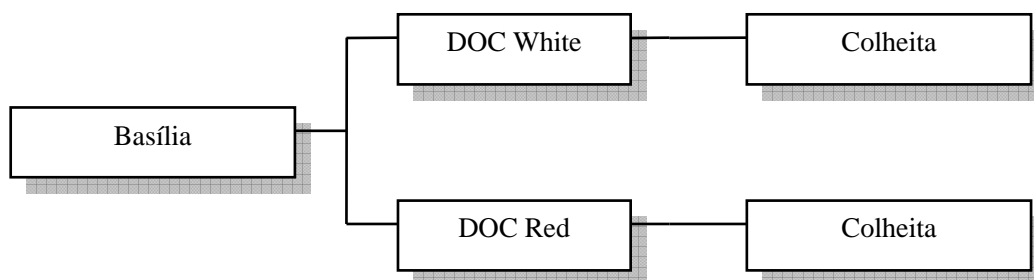 DOC White
Colheita
Basília
DOC Red
Colheita